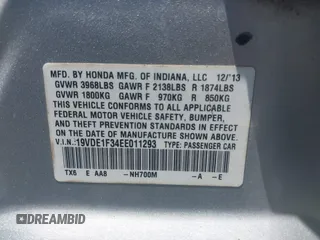 MFD. BY HONDA MFG. OF INDIANA, LLC 12/13
GVWR 3968LBS GAWR F 2138LBS R 1874LBS
GVWR 1800KG GAWR F 970KG R 850KG
THIS VEHICLE CONFORMS TO ALL APPLICABLE
FEDERAL MOTOR VEHICLE SAFETY, BUMPER,
AND THEFT PREVENTION STANDARDS IN EFFECT
ON THE DATE OF MANUFACTURE SHOWN ABOVE.
V.I.N.: 19VDE1F34EE011293 TYPE: PASSENGER CAR
TX6 E AAB -NH700M -A -E
AUTOBIDMASTER